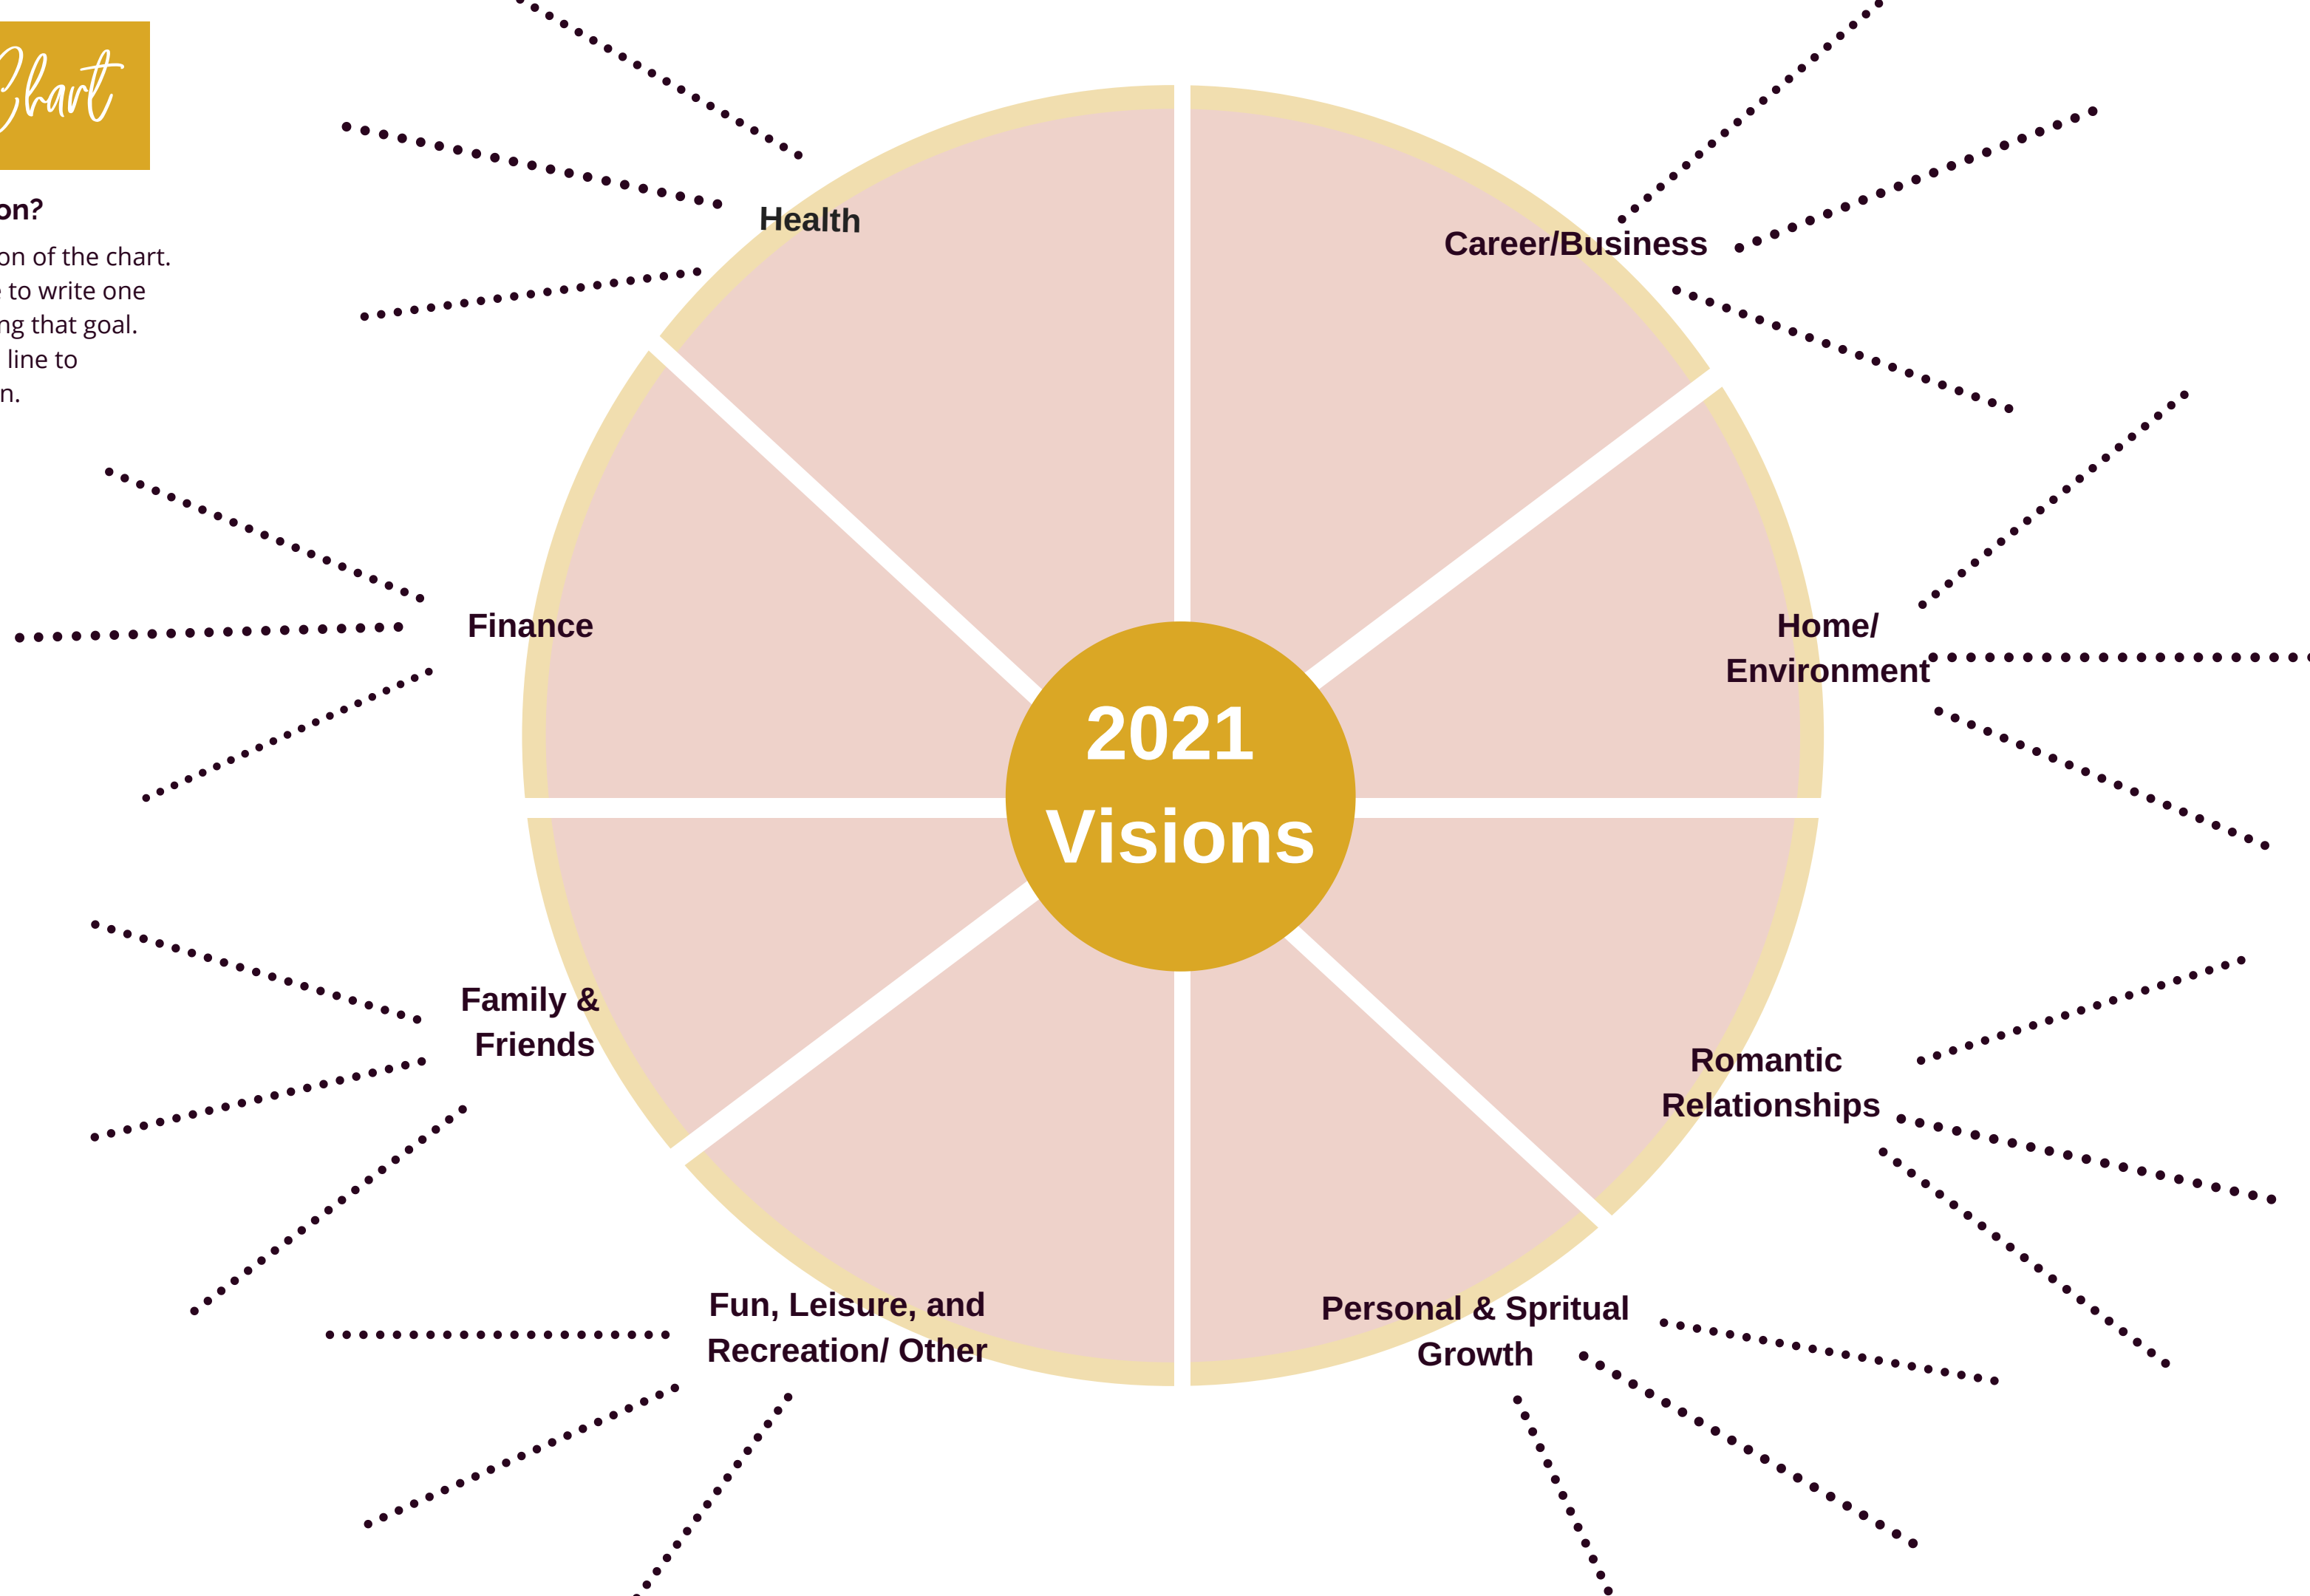 Chart
on?
on of the chart.
e to write one
ng that goal.
line to
n.
Health
Career/Business
Finance
Home/
Environment
2021
Visions
Family &
Friends
Romantic
Relationships
Fun, Leisure, and
Recreation/ Other
Personal & Spritual
Growth